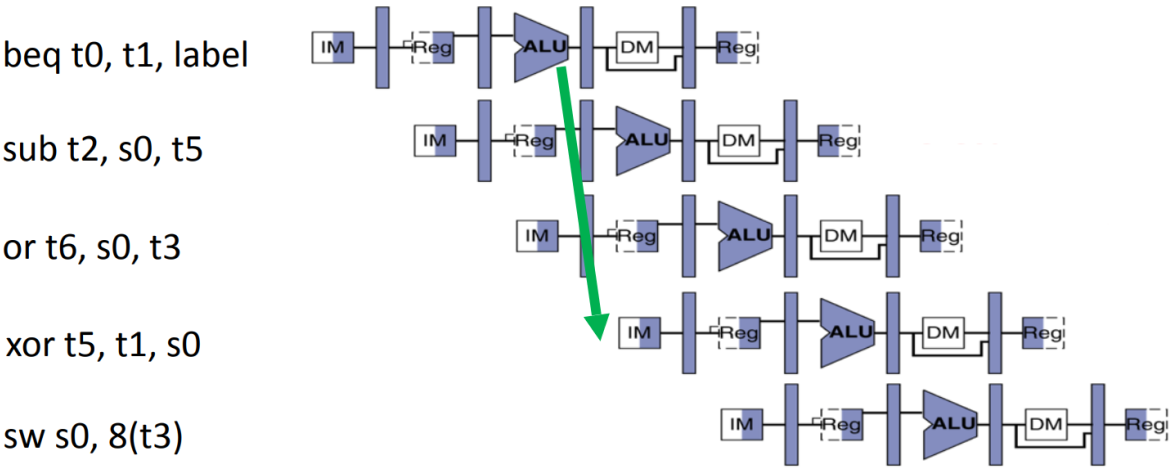 beq t0, t1, label IM Reg ALU DM Reg
sub t2, s0, t5 IM Reg ALU DM Reg
or t6, s0, t3 IM Reg ALU DM Reg
xor t5, t1, s0 IM Reg ALU DM Reg
sw s0, 8(t3) IM Reg ALU DM Reg